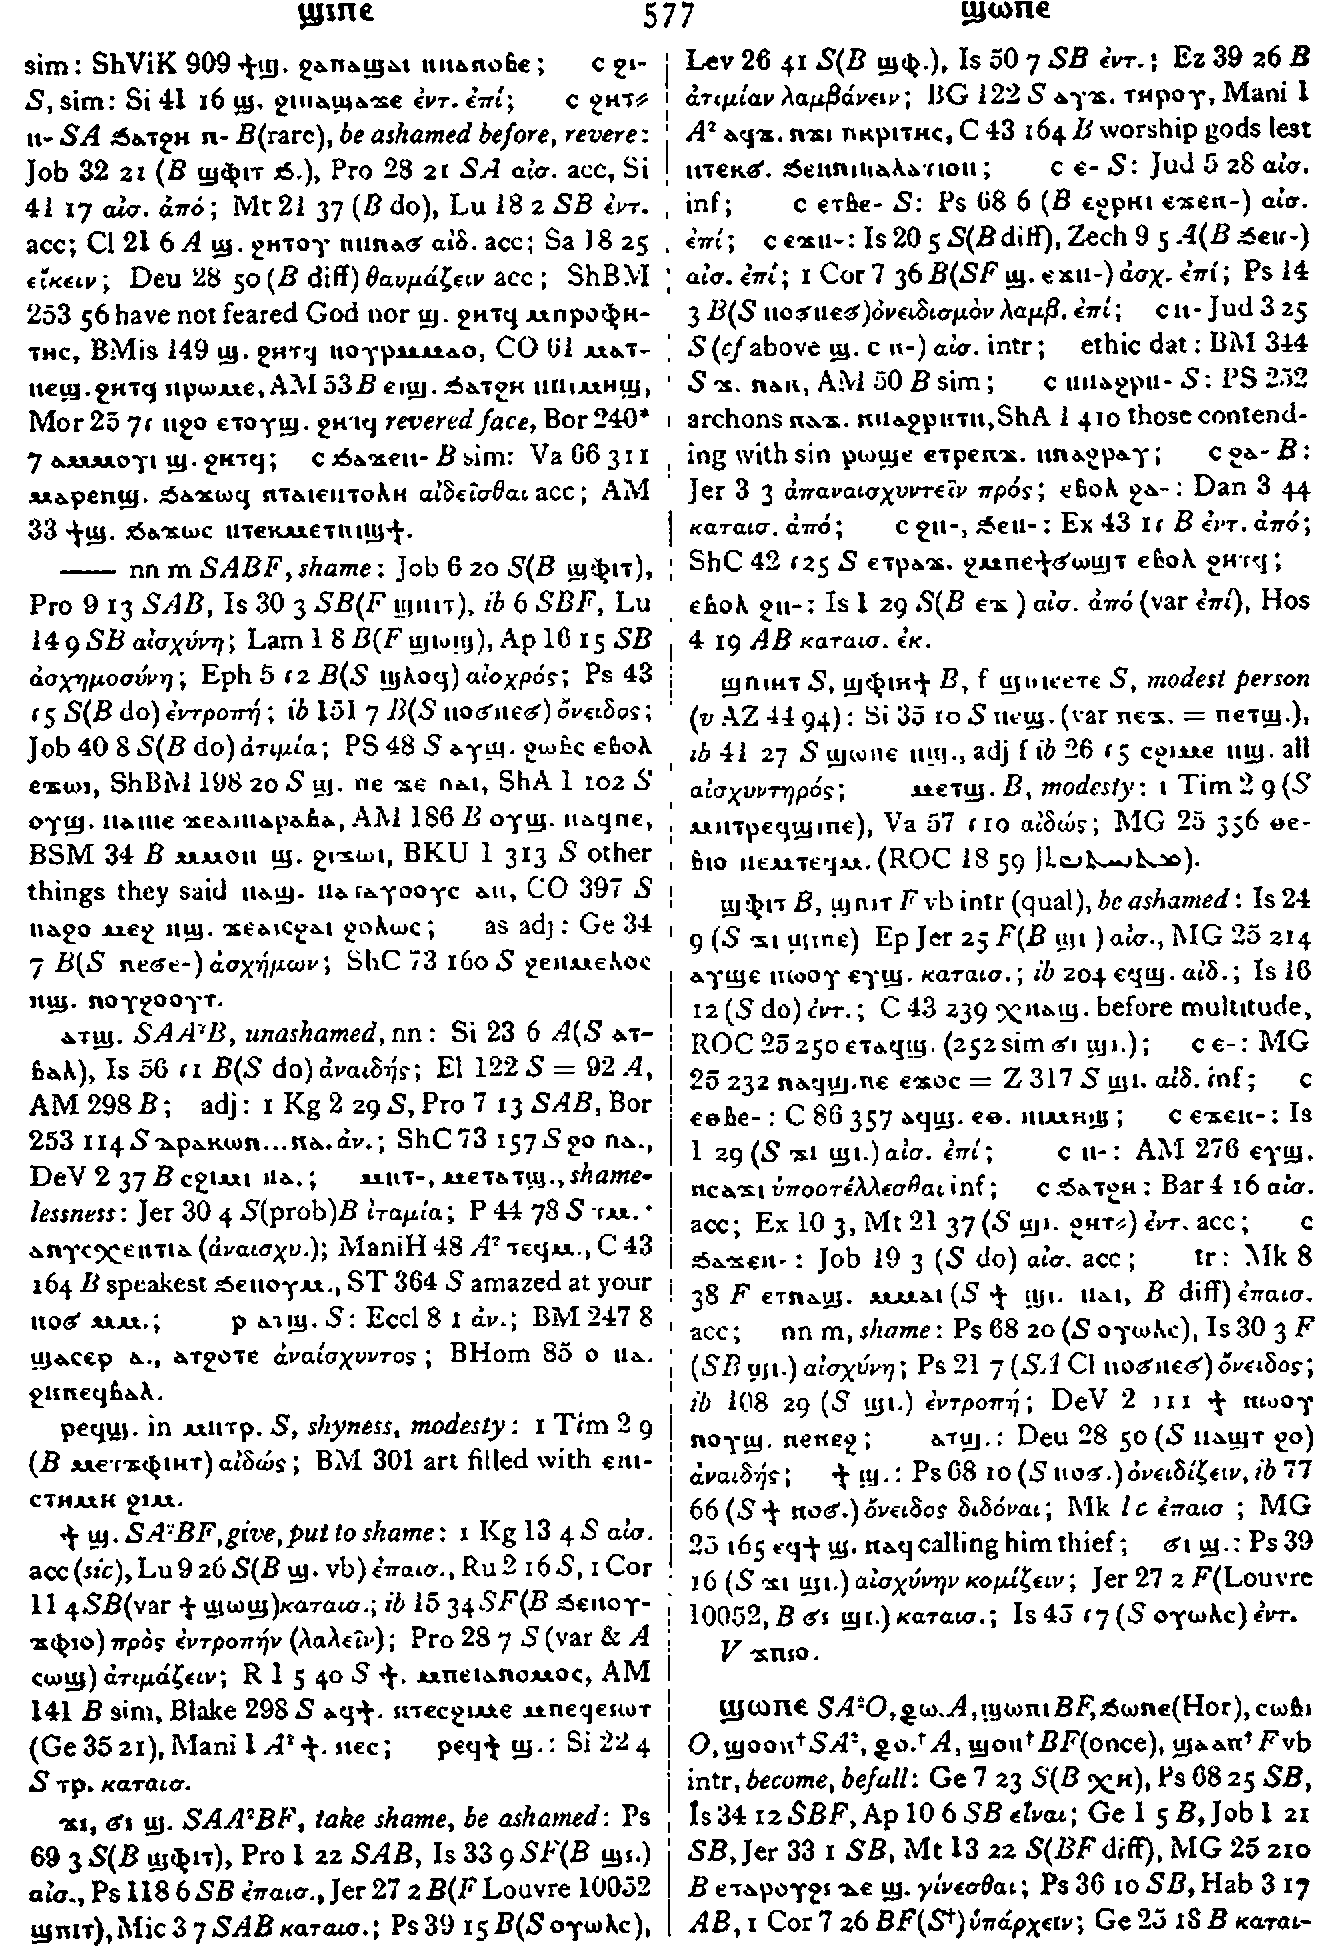 ϣⲓⲡⲉ 577 ϣⲱⲡⲉ
sim: ShViK 909 ϯϣ. ϩⲁⲡⲁϣⲁⲓ ⲛⲛⲁⲛⲟⲃⲉ; c ϩⲓ-
S, sim: Si 41 16 ϣ. ϩⲓⲛⲁϣⲁϫⲉ ἐντ. ἐπί; c ϩⲏⲧ⸗
ⲛ- SA ϧⲁⲧϩⲏ ⲛ- B(rare), be ashamed before, revere:
Job 32 21 (B ϣⲫⲓⲧ ϧ.), Pro 28 21 SA αἰσ. acc, Si
41 17 αἰσ. ἀπό; Mt 21 37 (B do), Lu 18 2 SB ἐντ.
acc; Cl 21 6 A ϣ. ϩⲏⲧⲟⲩ ⲛⲛⲛⲁϭ αἰδ. acc; Sa 18 25
εἴκειν; Deu 28 50 (B diff) θαυμάζειν acc; ShBM
253 56 have not feared God nor ϣ. ϩⲏⲧϥ ⲙⲡⲣⲟⲫⲏ-
ⲧⲏⲥ, BMis 149 ϣ. ϩⲏⲧϥ ⲛⲟⲩⲣⲙⲙⲁⲟ, CO 61 ⲙⲁⲧ-
ⲛⲉϣ. ϩⲏⲧϥ ⲛⲣⲱⲙⲉ, AM 53 B ⲉⲓϣ. ϧⲁⲧϩⲏ ⲙⲡⲓⲙⲏϣ,
Mor 25 71 ⲛϩⲟ ⲉⲧⲟⲩϣ. ϩⲏⲧϥ revered face, Bor 240*
7 ⲁⲙⲙⲟⲩⲓ ϣ. ϩⲏⲧϥ; c ϧⲁϫⲉⲛ- B sim: Va 66 311
ⲙⲁⲣⲉⲛϣ. ϧⲁϫⲱϥ ⲛⲧⲁⲓⲉⲛⲧⲟⲗⲏ αἰδεῖσθαι acc; AM
33 ϯϣ. ϧⲁϫⲱⲥ ⲛⲧⲉⲕⲙⲉⲧⲛⲓϣϯ.
—— nn m SABF, shame: Job 6 20 S(B ϣⲫⲓⲧ),
Pro 9 13 SAB, Is 30 3 SB(F ϣⲡⲓⲧ), ib 6 SBF, Lu
14 9 SB αἰσχύνη; Lam 1 8 B(F ϣⲱϣ), Ap 16 15 SB
ἀσχημοσύνη; Eph 5 12 B(S ϣⲗⲟϥ) αἰσχρός; Ps 43
15 S(B do) ἐντροπή; ib 151 7 B(S ⲛⲟϭⲛⲉϭ) ὄνειδος;
Job 40 8 S(B do) ἀτιμία; PS 48 S ⲁⲩϣ. ϩⲱⲃⲥ ⲉⲃⲟⲗ
ⲉϫⲱⲓ, ShBM 198 20 S ϣ. ⲡⲉ ϫⲉ ⲡⲁⲓ, ShA 1 102 S
ⲟⲩϣ. ⲛⲁⲙⲉ ϫⲉⲁⲙⲁⲣⲁⲃⲁ, AM 186 B ⲟⲩϣ. ⲛⲁϥⲡⲉ,
BSM 34 B ⲙⲙⲟⲛ ϣ. ϩⲓϫⲱⲓ, BKU 1 313 S other
things they said ⲛⲁϣ. ⲛⲁⲧⲁⲩⲟⲟⲩⲥ ⲁⲛ, CO 397 S
ⲡⲁϩⲟ ⲙⲉϩ ⲛϣ. ϫⲉⲁⲓⲥϩⲁⲓ ϩⲟⲗⲱⲥ; as adj: Ge 34
7 B(S ⲡⲉϭⲉ-) ἀσχήμων; ShC 73 160 S ϩⲉⲛⲙⲉⲗⲟⲥ
ⲛϣ. ⲛⲟⲩϩⲟⲟⲩⲧ.
ⲁⲧϣ. SAA²B, unashamed, nn: Si 23 6 A(S ⲁⲧ-
ⲃⲁⲗ), Is 56 11 B(S do) ἀναιδής; El 122 S = 92 A,
AM 298 B; adj: 1 Kg 2 29 S, Pro 7 13 SAB, Bor
253 114 S ϫⲣⲁⲕⲱⲛ...ⲛⲁ. ἀν.; ShC 73 157 S ϩⲟ ⲛⲁ.,
DeV 2 37 B ⲥϩⲓⲙⲓ ⲛⲁ.; ⲙⲛⲧ-, ⲙⲉⲧⲁⲧϣ., shame-
lessness: Jer 30 4 S(prob)B ἰταμία; P 44 78 S ⲧⲙ.·
ⲁⲛⲩⲥⲭⲉⲛⲧⲓⲁ (ἀναισχυ.); ManiH 48 A² ⲧⲉϥⲙ., C 43
164 B speakest ϧⲉⲛⲟⲩⲙ., ST 364 S amazed at your
ⲛⲟϭ ⲙⲙ.; ⲣ ⲁⲧϣ. S: Eccl 8 1 ἀν.; BM 247 8
ϣⲁⲥⲉⲣ ⲁ., ⲁⲧϩⲟⲧⲉ ἀναίσχυντος; BHom 85 ο ⲛⲁ.
ϩⲛⲛⲉϥⲃⲁⲗ.
ⲣⲉϥϣ. in ⲙⲛⲧⲣ. S, shyness, modesty: 1 Tim 2 9
(B ⲙⲉⲧϫⲫⲓⲏⲧ) αἰδώς; BM 301 art filled with ⲉⲡⲓ-
ⲥⲧⲏⲙⲏ ϩⲓⲙ.
ϯ ϣ. SA²BF, give, put to shame: 1 Kg 13 4 S αἰσ.
acc (sic), Lu 9 26 S(B ϣ. vb) ἐπαισ., Ru 2 16 S, 1 Cor
11 4 SB(var ϯ ϣⲱϣ) καταισ.; ib 15 34 SF(B ϧⲉⲛⲟⲩ-
ϫⲫⲓⲟ) πρὸς ἐντροπήν (λαλεῖν); Pro 28 7 S (var & A
ⲥⲱϣ) ἀτιμάζειν; R 1 5 40 S ϯ. ⲙⲡⲉⲓⲁⲛⲟⲙⲟⲥ, AM
141 B sim, Blake 298 S ⲁϥϯ. ⲛⲧⲉⲥϩⲓⲙⲉ ⲙⲡⲉϥⲉⲓⲱⲧ
(Ge 35 21), Mani 1 A² ϯ. ⲛⲉⲥ; ⲣⲉϥϯ ϣ.: Si 22 4
S ⲧⲣ. καταισ.
ϫⲓ, ϭⲓ ϣ. SAA²BF, take shame, be ashamed: Ps
69 3 S(B ϣⲫⲓⲧ), Pro 1 22 SAB, Is 33 9 SF(B ϣⲓ.)
αἰσ., Ps 118 6 SB ἐπαισ., Jer 27 2 B(F Louvre 10052
ϣⲡⲓⲧ), Mic 3 7 SAB καταισ.; Ps 39 15 B(S ⲟⲩⲱⲗⲥ),
Lev 26 41 S(B ϣⲫ.), Is 50 7 SB ἐντ.; Ez 39 26 B
ἀτιμίαν λαμβάνειν; BG 122 S ⲁⲩϫ. ⲧⲏⲣⲟⲩ, Mani 1
A² ⲁϥϫ. ⲛϫⲓ ⲡⲕⲣⲓⲧⲏⲥ, C 43 164 B worship gods lest
ⲛⲧⲉⲕϭ. ϧⲉⲛⲡⲓⲡⲁⲗⲁⲧⲓⲟⲛ; c ⲉ- S: Jud 5 28 αἰσ.
inf; c ⲉⲧⲃⲉ- S: Ps 68 6 (B ⲉϩⲣⲏⲓ ⲉϫⲉⲛ-) αἰσ.
ἐπί; c ⲉϫⲛ-: Is 20 5 S(B diff), Zech 9 5 A(B ϧⲉⲛ-)
αἰσ. ἐπί; 1 Cor 7 36 B(SF ϣ. ⲉϫⲛ-) ἀσχ. ἐπί; Ps 14
3 B(S ⲛⲟϭⲛⲉϭ) ὀνειδισμὸν λαμβ. ἐπί; c ⲛ- Jud 3 25
S (cf above ϣ. c ⲛ-) αἰσ. intr; ethic dat: BM 344
S ϫ. ⲛⲁⲛ, AM 50 B sim; c ⲛⲛⲁϩⲣⲛ- S: PS 252
archons ⲛⲁϫ. ⲛⲛⲁϩⲣⲏⲧⲛ, ShA 1 410 those contend-
ing with sin ⲣⲱϣⲉ ⲉⲧⲣⲉⲛϫ. ⲛⲛⲁϩⲣⲁⲩ; c ϩⲁ- B:
Jer 3 3 ἀπαναισχυντεῖν πρός; ⲉⲃⲟⲗ ϩⲁ-: Dan 3 44
καταισ. ἀπό; c ϩⲛ-, ϧⲉⲛ-: Ex 43 11 B ἐντ. ἀπό;
ShC 42 125 S ⲉⲧⲣⲁϫ. ϩⲙⲡⲉϯϭⲱϣⲧ ⲉⲃⲟⲗ ϩⲏⲧϥ;
ⲉⲃⲟⲗ ϩⲛ-: Is 1 29 S(B ⲉϫ ) αἰσ. ἀπό (var ἐπί), Hos
4 19 AB καταισ. ἐκ.
ϣⲡⲓⲏⲧ S, ϣⲫⲓⲏϯ B, f ϣⲡⲓⲉⲉⲧⲉ S, modest person
(v AZ 44 94): Si 35 10 S ⲡⲉϣ. (var ⲡⲉϫ. = ⲡⲉⲧϣ.),
ib 41 27 S ϣⲱⲡⲉ ⲛϣ., adj f ib 26 15 ⲥϩⲓⲙⲉ ⲛϣ. all
αἰσχυντηρός; ⲙⲉⲧϣ. B, modesty: 1 Tim 2 9 (S
ⲙⲛⲧⲣⲉϥϣⲓⲡⲉ), Va 57 110 αἰδώς; MG 25 356 ⲑⲉ-
ⲃⲓⲟ ⲛⲉⲙⲧⲉϥⲙ. (ROC 18 59 ).
ϣⲫⲓⲧ B, ϣⲡⲓⲧ F vb intr (qual), be ashamed: Is 24
9 (S ϫⲓ ϣⲓⲡⲉ) Ep Jer 25 F(B ϣⲓ ) αἰσ., MG 25 214
ⲁⲩϣⲉ ⲛⲱⲟⲩ ⲉⲩϣ. καταισ.; ib 204 ⲉϥϣ. αἰδ.; Is 16
12 (S do) ἐντ.; C 43 239 ⲭⲛⲁϣ. before multitude,
ROC 25 250 ⲉⲧⲁϥϣ. (252 sim ϭⲓ ϣⲓ.); c ⲉ-: MG
25 232 ⲛⲁϥϣ.ⲡⲉ ⲉϫⲟⲥ = Z 317 S ϣⲓ. αἰδ. inf; c
ⲉⲑⲃⲉ-: C 86 357 ⲁϥϣ. ⲉⲑ. ⲡⲓⲙⲏϣ; c ⲉϫⲉⲛ-: Is
1 29 (S ϫⲓ ϣⲓ.) αἰσ. ἐπί; c ⲛ-: AM 276 ⲉⲩϣ.
ⲛⲥⲁϫⲓ ὑποστέλλεσθαι inf; c ϧⲁⲧϩⲏ: Bar 4 16 αἰσ.
acc; Ex 10 3, Mt 21 37 (S ϣⲓ. ϩⲏⲧ⸗) ἐντ. acc; c
ϧⲁϫⲉⲛ-: Job 19 3 (S do) αἰσ. acc; tr: Mk 8
38 F ⲉⲧⲛⲁϣ. ⲙⲙⲁⲓ (S ϯ ϣⲓ. ⲛⲁⲓ, B diff) ἐπαισ.
acc; nn m, shame: Ps 68 20 (S ⲟⲩⲱⲗⲥ), Is 30 3 F
(SB ϣⲓ.) αἰσχύνη; Ps 21 7 (SA Cl ⲛⲟϭⲛⲉϭ) ὄνειδος;
ib 108 29 (S ϣⲓ.) ἐντροπή; DeV 2 111 ϯ ⲛⲱⲟⲩ
ⲛⲟⲩϣ. ⲛⲉⲛⲉϩ; ⲁⲧϣ.: Deu 28 50 (S ⲛⲁϣⲧ ϩⲟ)
ἀναιδής; ϯ ϣ.: Ps 68 10 (S ⲛⲟϭ.) ὀνειδίζειν, ib 77
66 (S ϯ ⲛⲟϭ.) ὄνειδος διδόναι; Mk lc ἐπαισ ; MG
25 165 ⲉϥϯ ϣ. ⲛⲁϥ calling him thief; ϭⲓ ϣ.: Ps 39
16 (S ϫⲓ ϣⲓ.) αἰσχύνην κομίζειν; Jer 27 2 F(Louvre
10052, B ϭⲓ ϣⲓ.) καταισ.; Is 45 17 (S ⲟⲩⲱⲗⲥ) ἐντ.
V ϫⲡⲓⲟ.
ϣⲱⲡⲉ SA²O, ϩⲱ. A, ϣⲱⲡⲓ BF, ϧⲱⲡⲉ(Hor), ⲥⲱⲃⲓ
O, ϣⲟⲟⲡ† SA², ϩⲟ.† A, ϣⲟⲡ† BF(once), ϣⲁⲁⲡ† F vb
intr, become, befall: Ge 7 23 S(B ⲭⲏ), Ps 68 25 SB,
Is 34 12 SBF, Ap 10 6 SB εἶναι; Ge 1 5 B, Job 1 21
SB, Jer 33 1 SB, Mt 13 22 S(BF diff), MG 25 210
B ⲉⲧⲁⲣⲟⲩϩⲓ ϫⲉ ϣ. γίνεσθαι; Ps 36 10 SB, Hab 3 17
AB, 1 Cor 7 26 BF(S†) ὑπάρχειν; Ge 25 18 B κατοι-